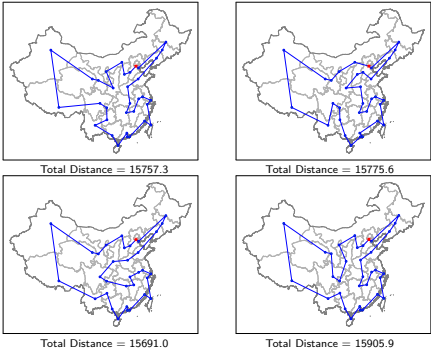 Total Distance = 15757.3
Total Distance = 15775.6
Total Distance = 15691.0
Total Distance = 15905.9